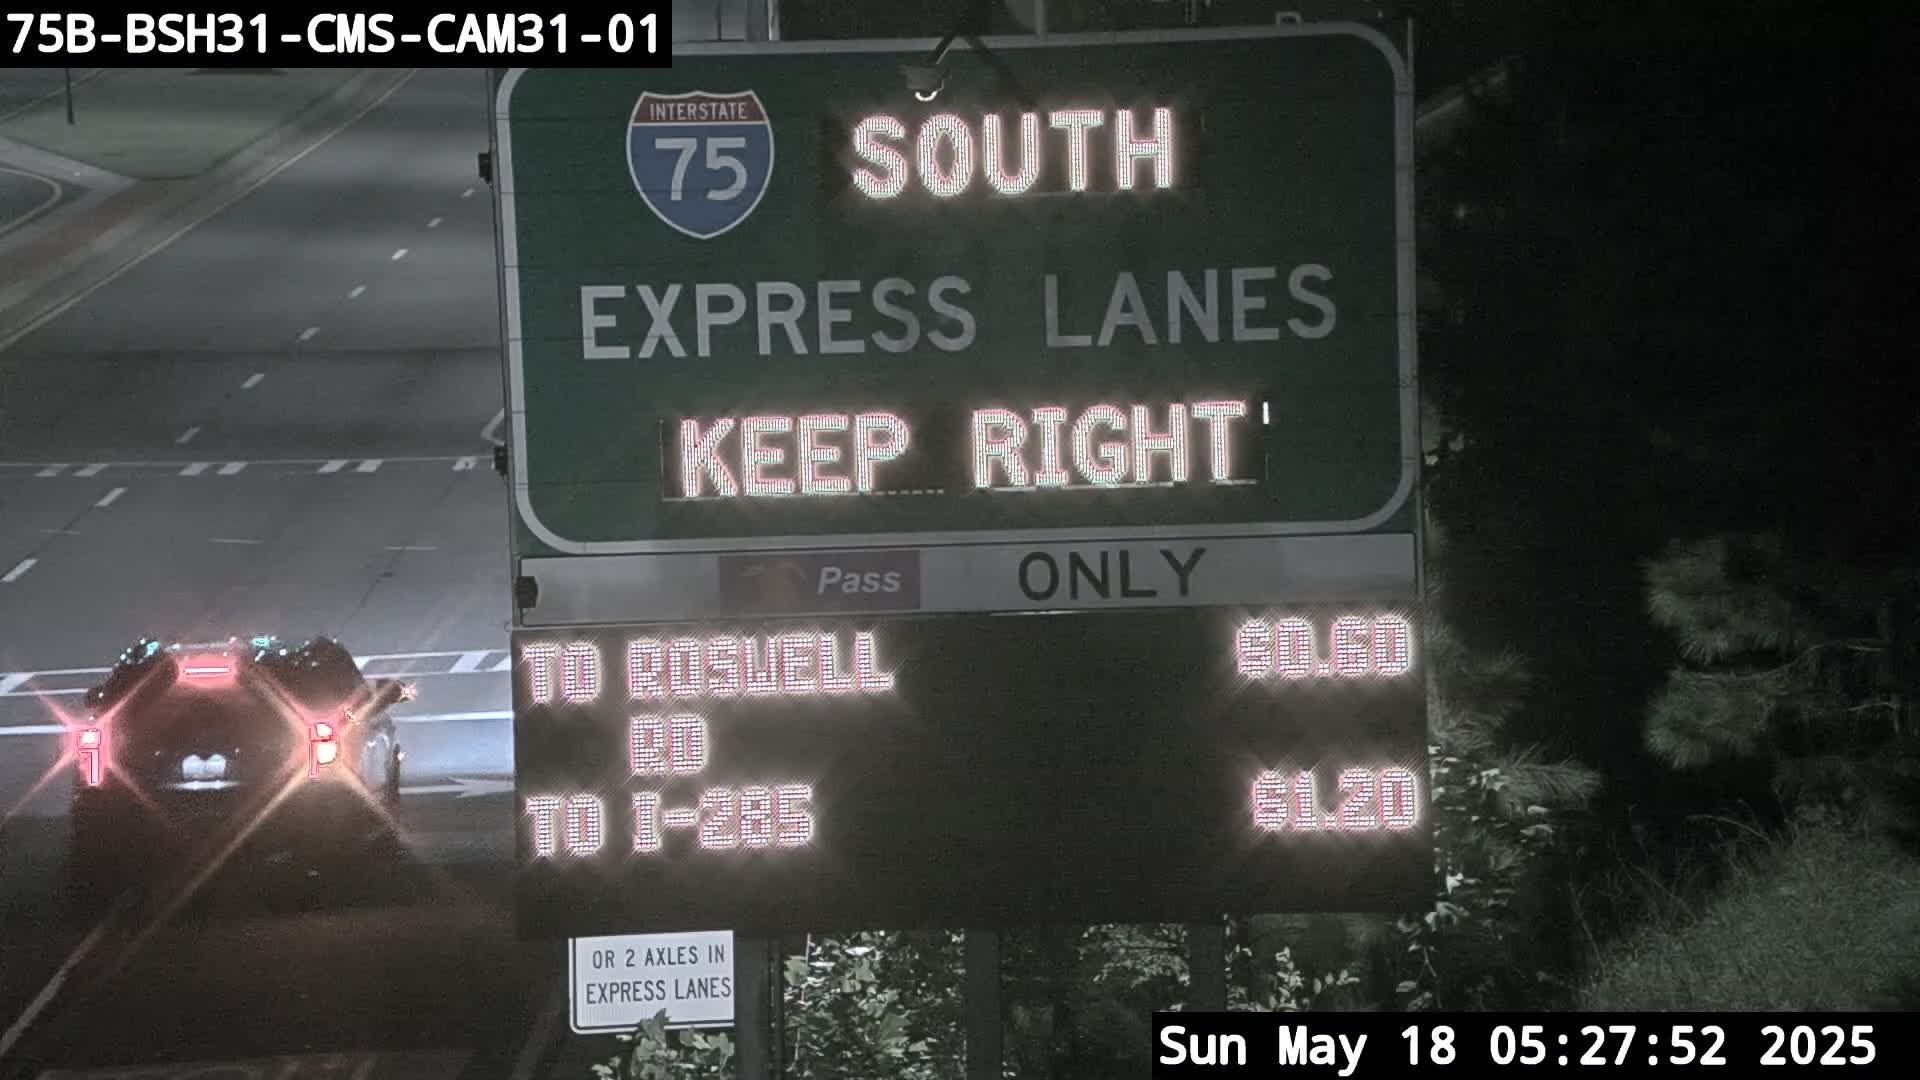 75B-BSH31-CMS-CAM31-01
INTERSTATE
75
SOUTH
EXPRESS LANES
KEEP RIGHT
Pass ONLY
TO ROSWELL $0.60
RD
TO I-285 $1.20
OR 2 AXLES IN
EXPRESS LANES
Sun May 18 05:27:52 2025